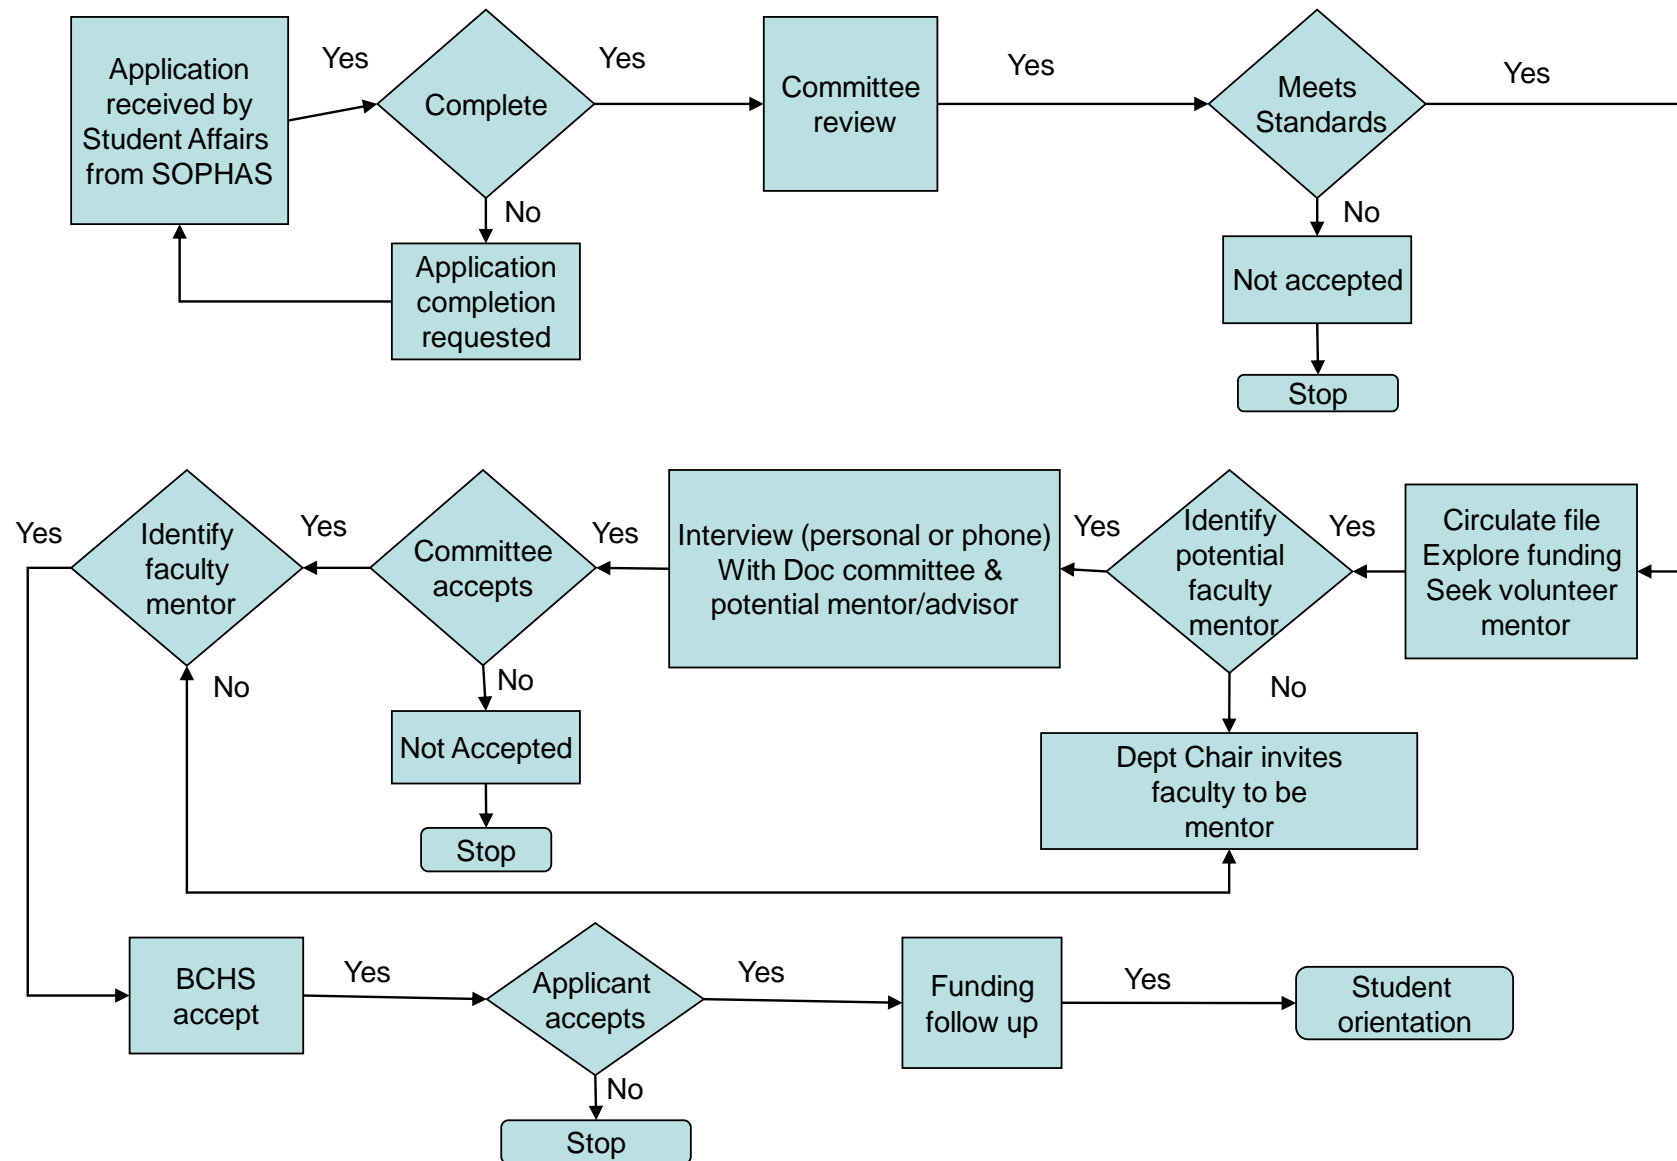 Application
received by
Student Affairs
from SOPHAS
Yes
Complete
Yes
Committee
review
Yes
Meets
Standards
Yes
No
Application
completion
requested
No
Not accepted
Stop
Yes
Identify
faculty
mentor
Yes
Committee
accepts
Yes
Interview (personal or phone)
With Doc committee &
potential mentor/advisor
Yes
Identify
potential
faculty
mentor
Yes
Circulate file
Explore funding
Seek volunteer
mentor
No
No
Not Accepted
Stop
No
Dept Chair invites
faculty to be
mentor
BCHS
accept
Yes
Applicant
accepts
Yes
Funding
follow up
Yes
Student
orientation
No
Stop